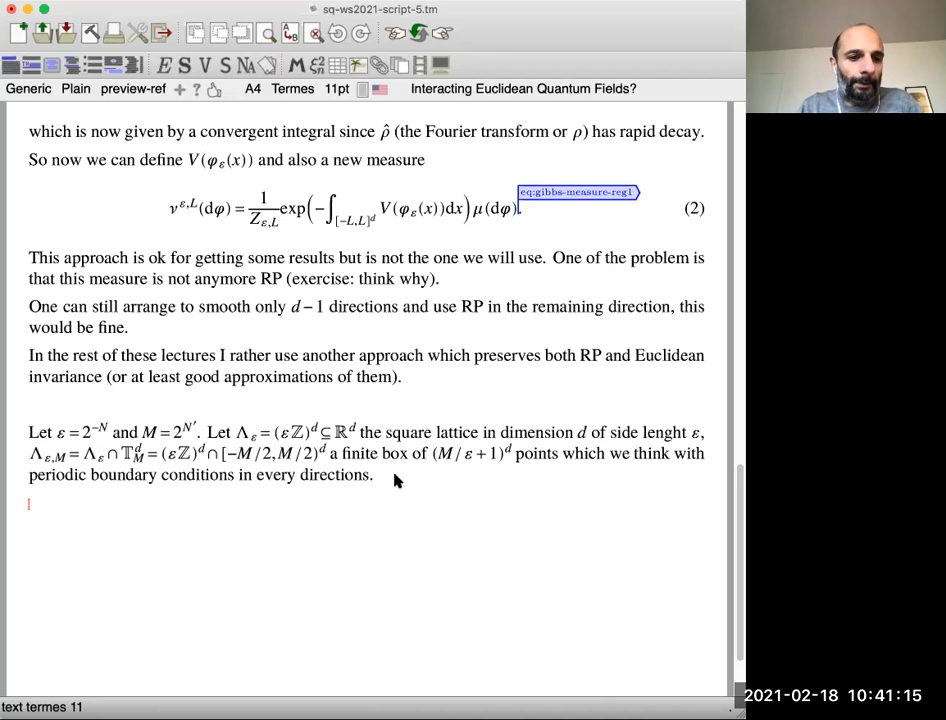 sq-ws2021-script-5.tm
E S V S NA M
Generic Plain preview-ref + ? A4 Termes 11pt Interacting Euclidean Quantum Fields?
which is now given by a convergent integral since ρ̂ (the Fourier transform or ρ) has rapid decay.
So now we can define V(φ_ε(x)) and also a new measure
eq:gibbs-measure-reg1
ν^{ε,L}(dφ) = 1/Z_{ε,L} exp(−∫_{[−L,L]^d} V(φ_ε(x))dx) μ(dφ). (2)
This approach is ok for getting some results but is not the one we will use. One of the problem is
that this measure is not anymore RP (exercise: think why).
One can still arrange to smooth only d−1 directions and use RP in the remaining direction, this
would be fine.
In the rest of these lectures I rather use another approach which preserves both RP and Euclidean
invariance (or at least good approximations of them).
Let ε = 2^{−N} and M = 2^{N′}. Let Λ_ε = (εℤ)^d ⊆ ℝ^d the square lattice in dimension d of side lenght ε,
Λ_{ε,M} = Λ_ε ∩ 𝕋_M^d = (εℤ)^d ∩ [−M/2, M/2)^d a finite box of (M/ε+1)^d points which we think with
periodic boundary conditions in every directions.
text termes 11
2021-02-18 10:41:15